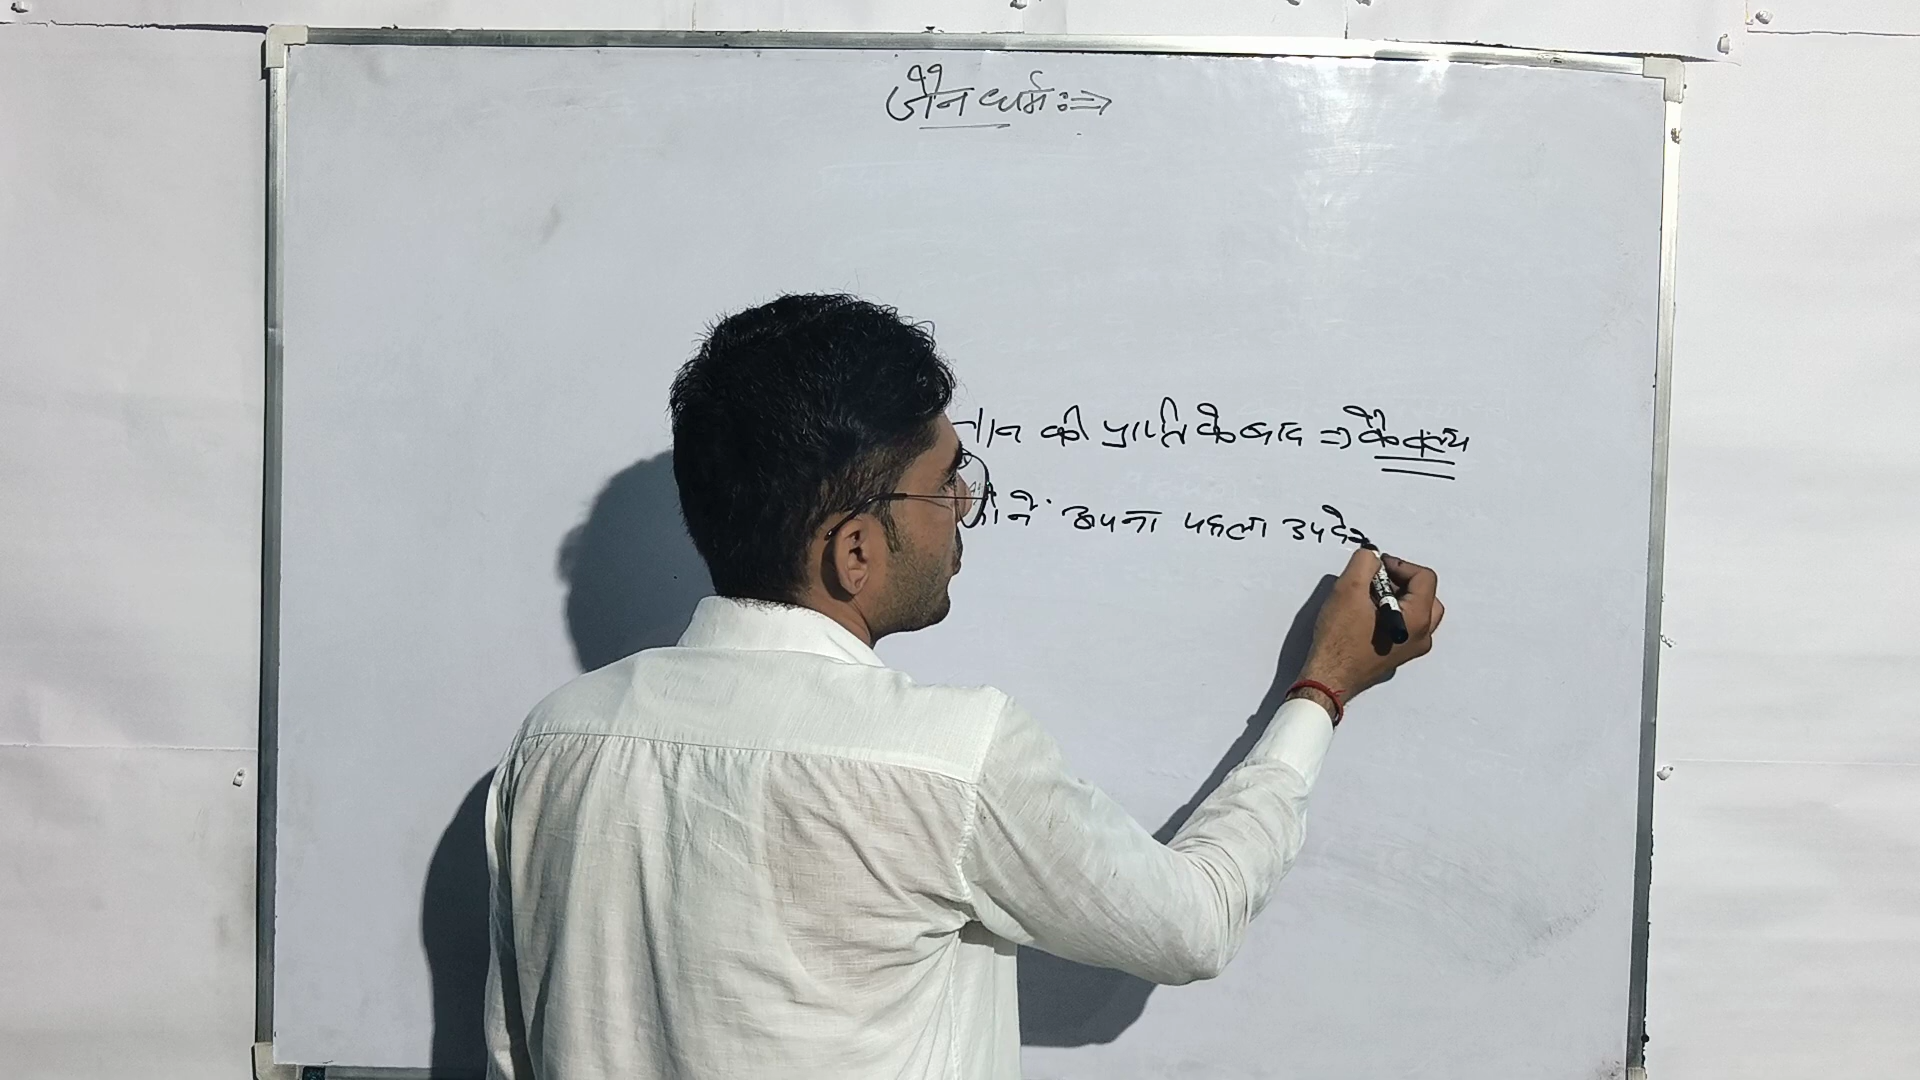 जैन धर्म :⇒
की प्राप्ति के बाद ⇒ कैवल्य
ने अपना पहला उपदेश